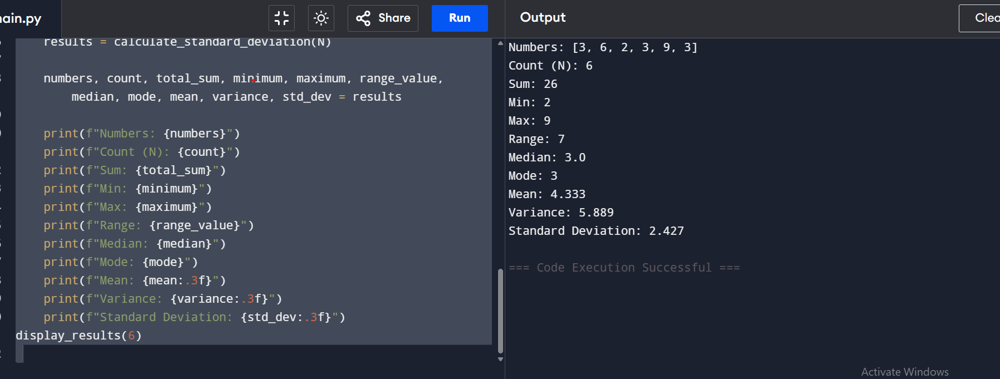 main.py
Share
Run
Output
results = calculate_standard_deviation(N)
numbers, count, total_sum, minimum, maximum, range_value,
median, mode, mean, variance, std_dev = results
print(f"Numbers: {numbers}")
print(f"Count (N): {count}")
print(f"Sum: {total_sum}")
print(f"Min: {minimum}")
print(f"Max: {maximum}")
print(f"Range: {range_value}")
print(f"Median: {median}")
print(f"Mode: {mode}")
print(f"Mean: {mean:.3f}")
print(f"Variance: {variance:.3f}")
print(f"Standard Deviation: {std_dev:.3f}")
display_results(6)
Numbers: [3, 6, 2, 3, 9, 3]
Count (N): 6
Sum: 26
Min: 2
Max: 9
Range: 7
Median: 3.0
Mode: 3
Mean: 4.333
Variance: 5.889
Standard Deviation: 2.427
=== Code Execution Successful ===
Activate Windows